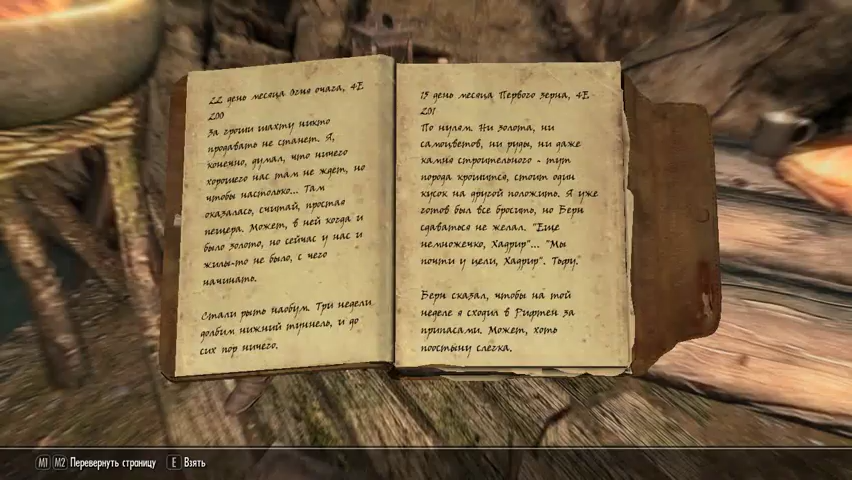 22 день месяца Огня очага, 4Е
200
За гроши шахту никто
продавать не станет. Я,
конечно, думал, что ничего
хорошего нас там не ждет, но
чтобы настолько... Там
оказалась, считай, простая
пещера. Может, в ней когда и
было золото, но сейчас у нас и
жилы-то не было, с чего
начинать.
Стали рыть наобум. Три недели
долбим нижний туннель, и до
сих пор ничего.
15 день месяца Первого зерна, 4Е
201
По нулям. Ни золота, ни
самоцветов, ни руды, ни даже
камня строительного - тут
порода крошится, стоит один
кусок на другой положить. Я уже
готов был все бросить, но Берн
сдаваться не желал. "Еще
немножечко, Хадрир"... "Мы
почти у цели, Хадрир". Тьфу.
Берн сказал, чтобы на той
неделе я сходил в Рифтен за
припасами. Может, хоть
поостыну слегка.
M1 M2 Перевернуть страницу E Взять